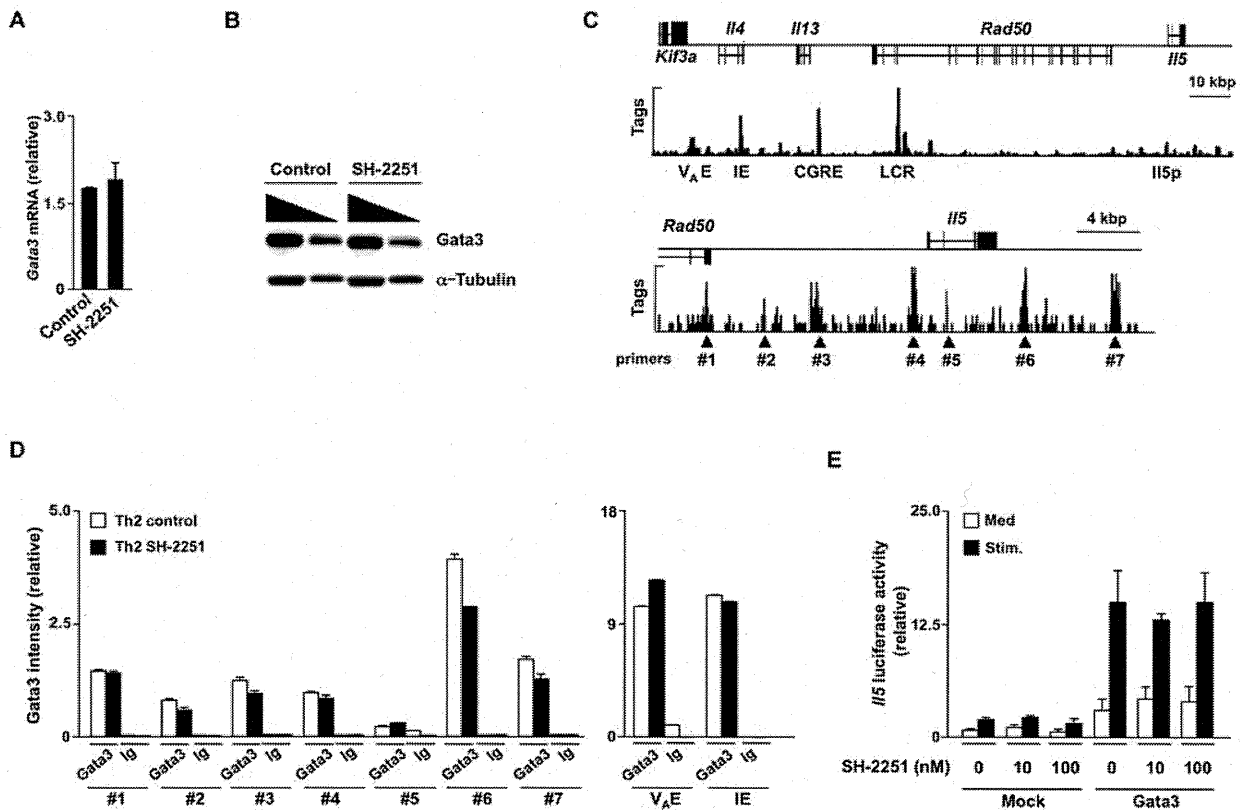 A
Gata3 mRNA (relative)
3.0
1.5
0
Control
SH-2251
B
Control SH-2251
Gata3
α-Tubulin
C
Kif3a Il4 Il13 Rad50 Il5
10 kbp
Tags
VAE IE CGRE LCR Il5p
Rad50 Il5 4 kbp
Tags
primers #1 #2 #3 #4 #5 #6 #7
D
Gata3 intensity (relative)
5.0
2.5
0
Th2 control
Th2 SH-2251
Gata3 Ig Gata3 Ig Gata3 Ig Gata3 Ig Gata3 Ig Gata3 Ig Gata3 Ig
#1 #2 #3 #4 #5 #6 #7
18
9
0
Gata3 Ig Gata3 Ig
VAE IE
E
Il5 luciferase activity
(relative)
25.0
12.5
0
Med
Stim.
SH-2251 (nM) 0 10 100 0 10 100
Mock Gata3